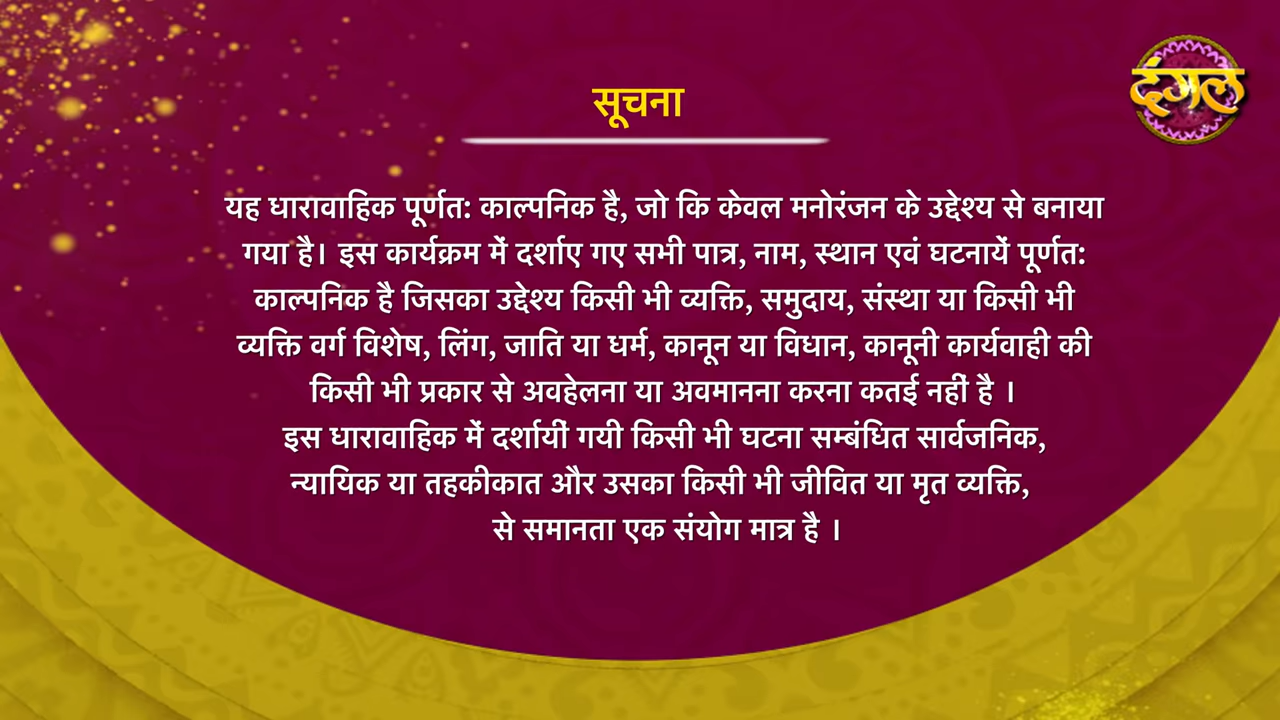 सूचना
दंगल
यह धारावाहिक पूर्णत: काल्पनिक है, जो कि केवल मनोरंजन के उद्देश्य से बनाया
गया है। इस कार्यक्रम में दर्शाए गए सभी पात्र, नाम, स्थान एवं घटनायें पूर्णत:
काल्पनिक है जिसका उद्देश्य किसी भी व्यक्ति, समुदाय, संस्था या किसी भी
व्यक्ति वर्ग विशेष, लिंग, जाति या धर्म, कानून या विधान, कानूनी कार्यवाही की
किसी भी प्रकार से अवहेलना या अवमानना करना कतई नहीं है ।
इस धारावाहिक में दर्शायीं गयी किसी भी घटना सम्बंधित सार्वजनिक,
न्यायिक या तहकीकात और उसका किसी भी जीवित या मृत व्यक्ति,
से समानता एक संयोग मात्र है ।